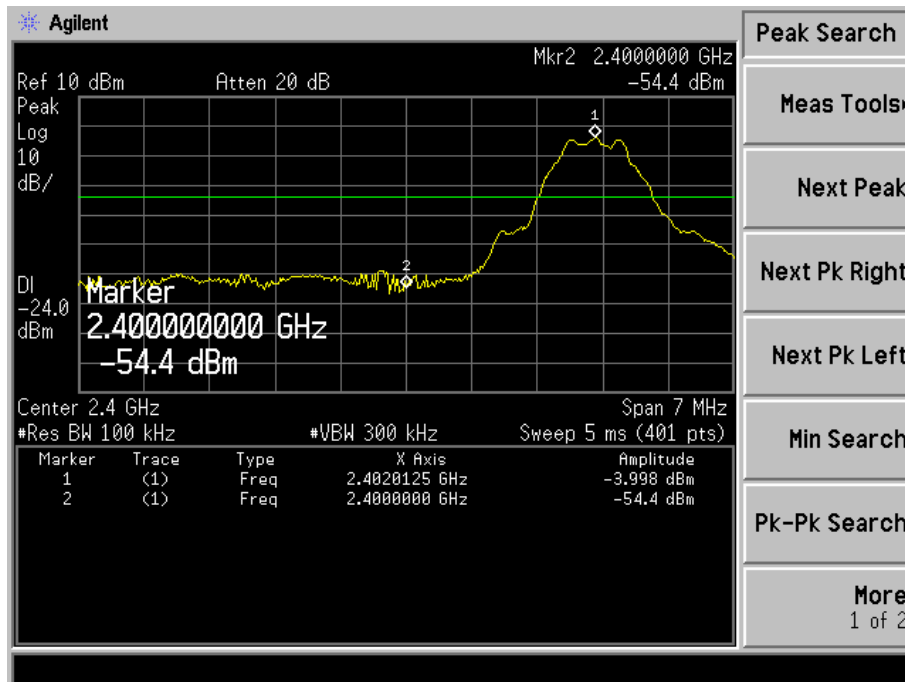 Agilent
Peak Search
Mkr2 2.4000000 GHz
Ref 10 dBm Atten 20 dB -54.4 dBm
Peak
Log
10
dB/
1
2
DI
-24.0
dBm
Marker
2.400000000 GHz
-54.4 dBm
Center 2.4 GHz Span 7 MHz
#Res BW 100 kHz #VBW 300 kHz Sweep 5 ms (401 pts)
Marker Trace Type X Axis Amplitude
1 (1) Freq 2.4020125 GHz -3.998 dBm
2 (1) Freq 2.4000000 GHz -54.4 dBm
Meas Tools
Next Peak
Next Pk Right
Next Pk Left
Min Search
Pk-Pk Search
More
1 of 2